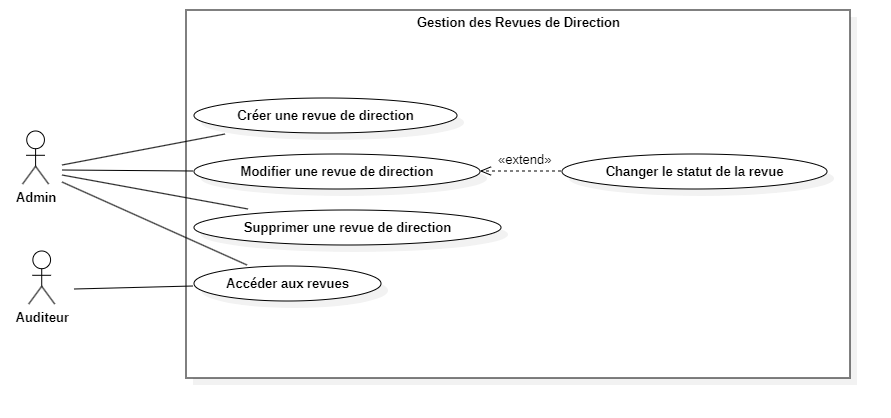 Gestion des Revues de Direction
Créer une revue de direction
Modifier une revue de direction
«extend»
Changer le statut de la revue
Admin
Supprimer une revue de direction
Accéder aux revues
Auditeur